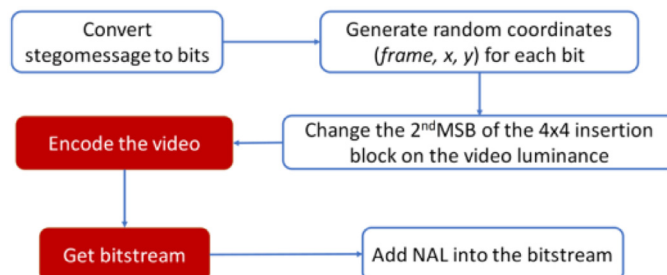 Convert
stegomessage to bits
Generate random coordinates
(frame, x, y) for each bit
Change the 2ndMSB of the 4x4 insertion
block on the video luminance
Encode the video
Get bitstream
Add NAL into the bitstream